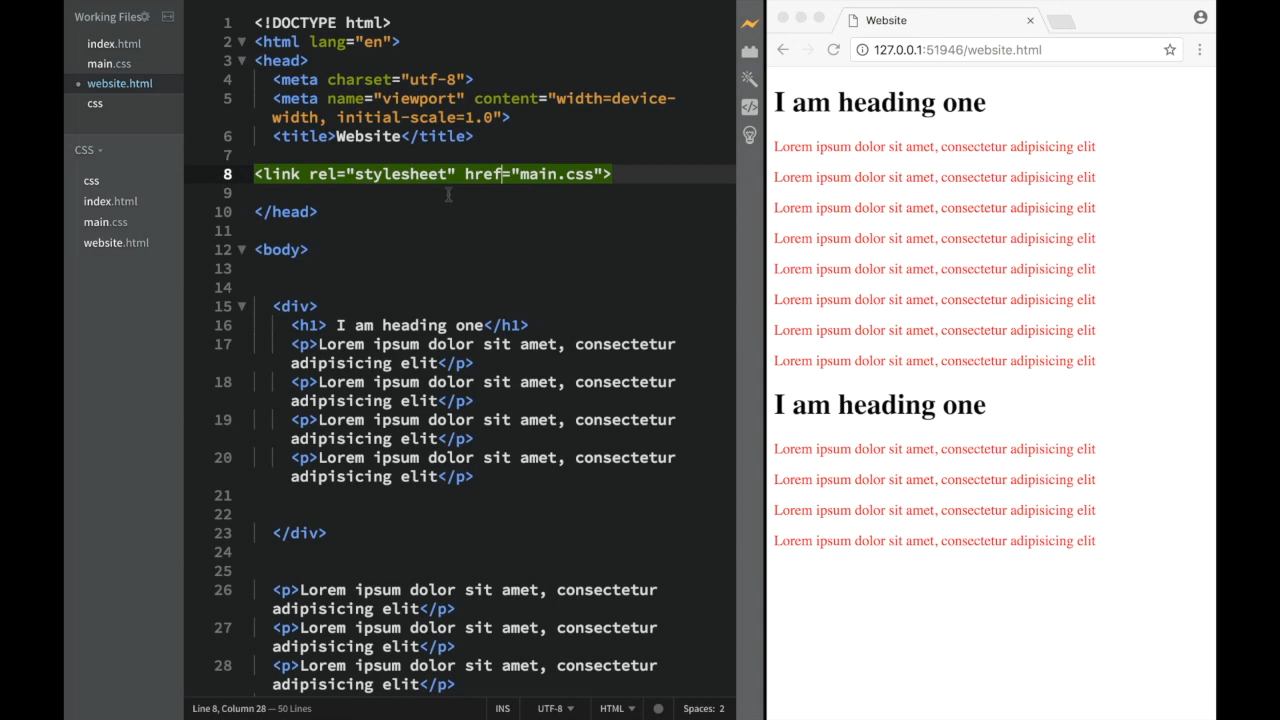 Working Files
index.html
main.css
website.html
css
CSS
css
index.html
main.css
website.html
1 <!DOCTYPE html>
2 <html lang="en">
3 <head>
4 <meta charset="utf-8">
5 <meta name="viewport" content="width=device-
width, initial-scale=1.0">
6 <title>Website</title>
7
8 <link rel="stylesheet" href="main.css">
9
10 </head>
11
12 <body>
13
14
15 <div>
16 <h1> I am heading one</h1>
17 <p>Lorem ipsum dolor sit amet, consectetur
adipisicing elit</p>
18 <p>Lorem ipsum dolor sit amet, consectetur
adipisicing elit</p>
19 <p>Lorem ipsum dolor sit amet, consectetur
adipisicing elit</p>
20 <p>Lorem ipsum dolor sit amet, consectetur
adipisicing elit</p>
21
22
23 </div>
24
25
26 <p>Lorem ipsum dolor sit amet, consectetur
adipisicing elit</p>
27 <p>Lorem ipsum dolor sit amet, consectetur
adipisicing elit</p>
28 <p>Lorem ipsum dolor sit amet, consectetur
adipisicing elit</p>
Line 8, Column 28 — 50 Lines INS UTF-8 HTML Spaces: 2
Website
127.0.0.1:51946/website.html
I am heading one
Lorem ipsum dolor sit amet, consectetur adipisicing elit
Lorem ipsum dolor sit amet, consectetur adipisicing elit
Lorem ipsum dolor sit amet, consectetur adipisicing elit
Lorem ipsum dolor sit amet, consectetur adipisicing elit
Lorem ipsum dolor sit amet, consectetur adipisicing elit
Lorem ipsum dolor sit amet, consectetur adipisicing elit
Lorem ipsum dolor sit amet, consectetur adipisicing elit
Lorem ipsum dolor sit amet, consectetur adipisicing elit
I am heading one
Lorem ipsum dolor sit amet, consectetur adipisicing elit
Lorem ipsum dolor sit amet, consectetur adipisicing elit
Lorem ipsum dolor sit amet, consectetur adipisicing elit
Lorem ipsum dolor sit amet, consectetur adipisicing elit